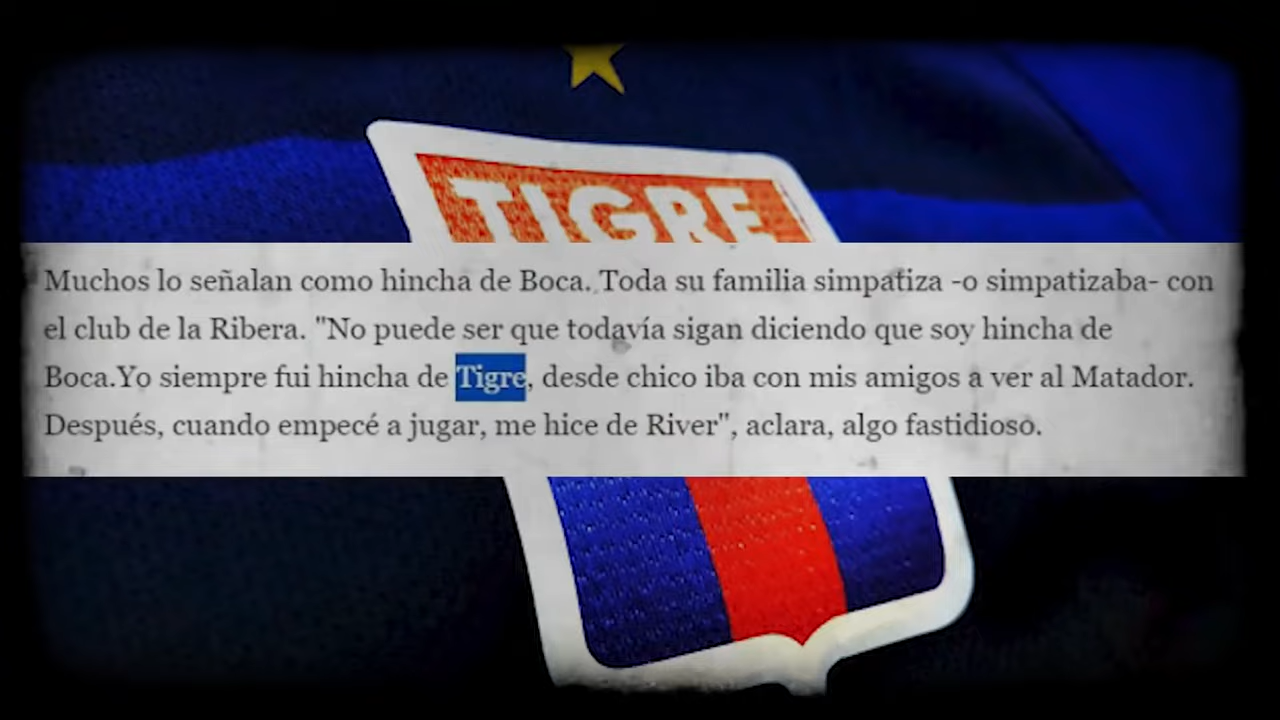 TIGRE
Muchos lo señalan como hincha de Boca. Toda su familia simpatiza -o simpatizaba- con
el club de la Ribera. "No puede ser que todavía sigan diciendo que soy hincha de
Boca.Yo siempre fui hincha de Tigre, desde chico iba con mis amigos a ver al Matador.
Después, cuando empecé a jugar, me hice de River", aclara, algo fastidioso.